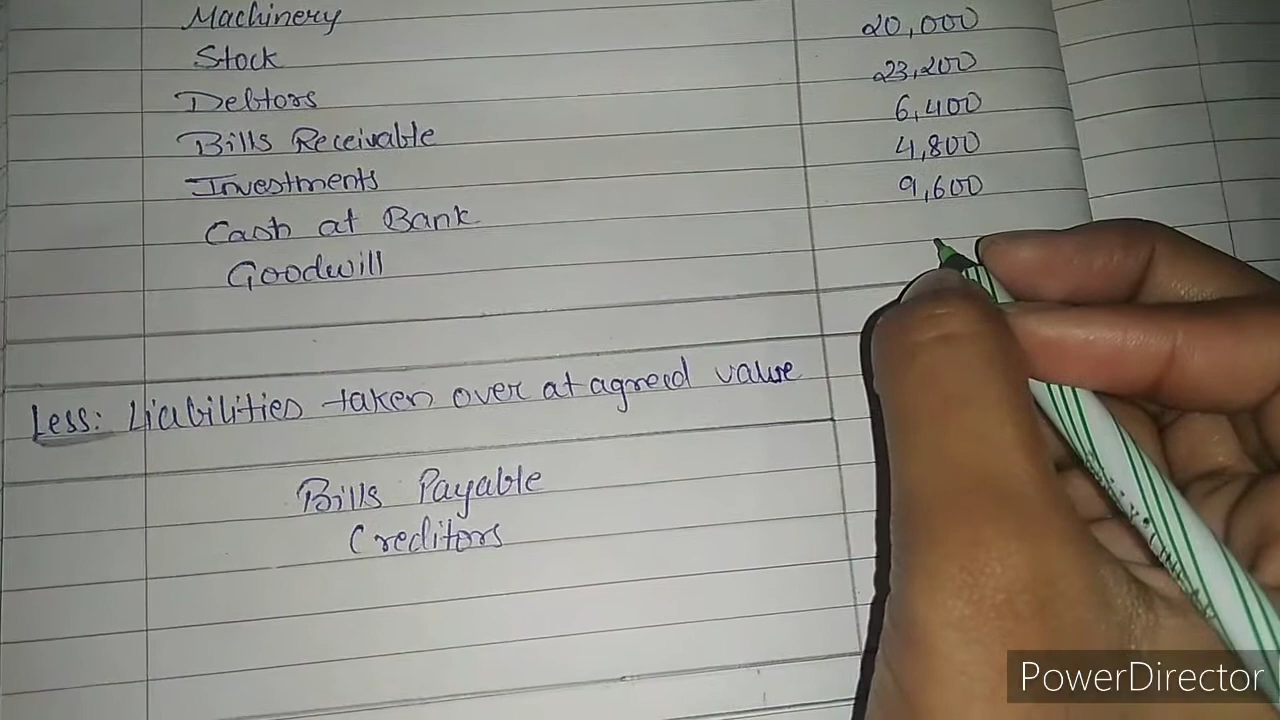 Machinery 20,000
Stock 23,200
Debtors 6,400
Bills Receivable 4,800
Investments 9,600
Cash at Bank
Goodwill
Less: Liabilities taken over at agreed value
Bills Payable
Creditors
PowerDirector